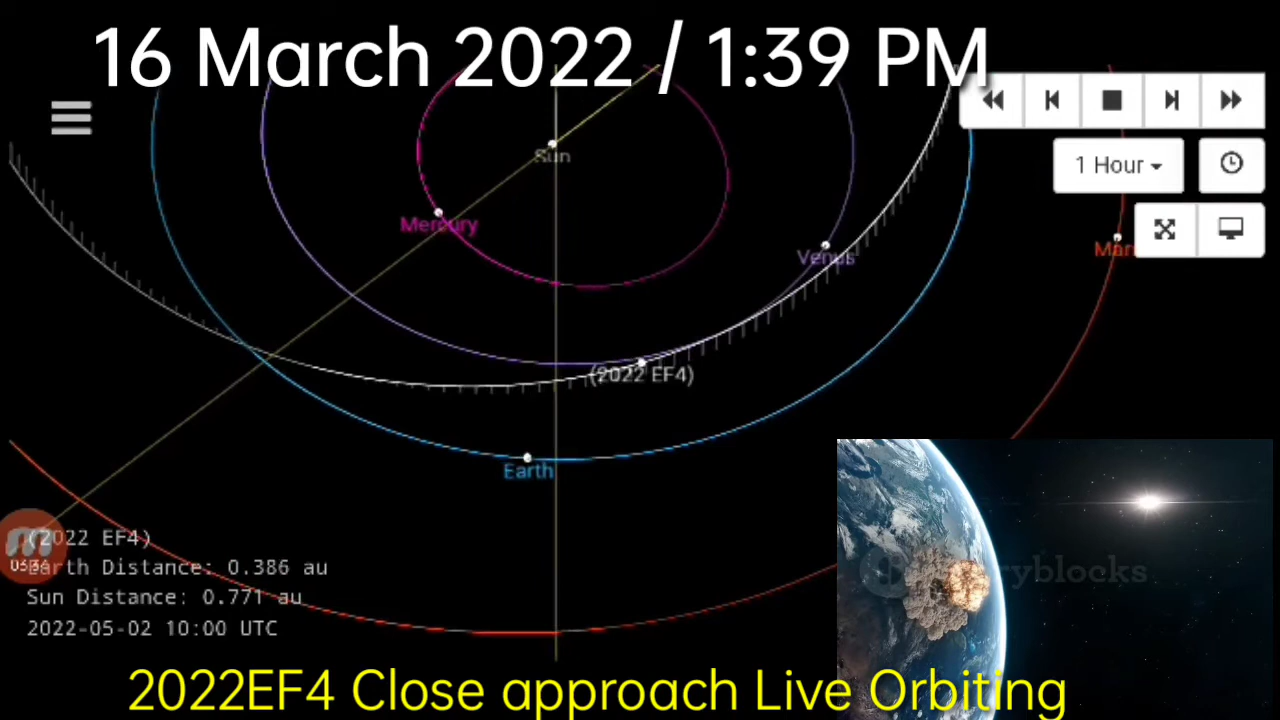 16 March 2022 / 1:39 PM
Sun
1 Hour
Mercury
Venus
(2022 EF4)
Earth
(2022 EF4)
Earth Distance: 0.386 au
Sun Distance: 0.771 au
2022-05-02 10:00 UTC
2022EF4 Close approach Live Orbiting